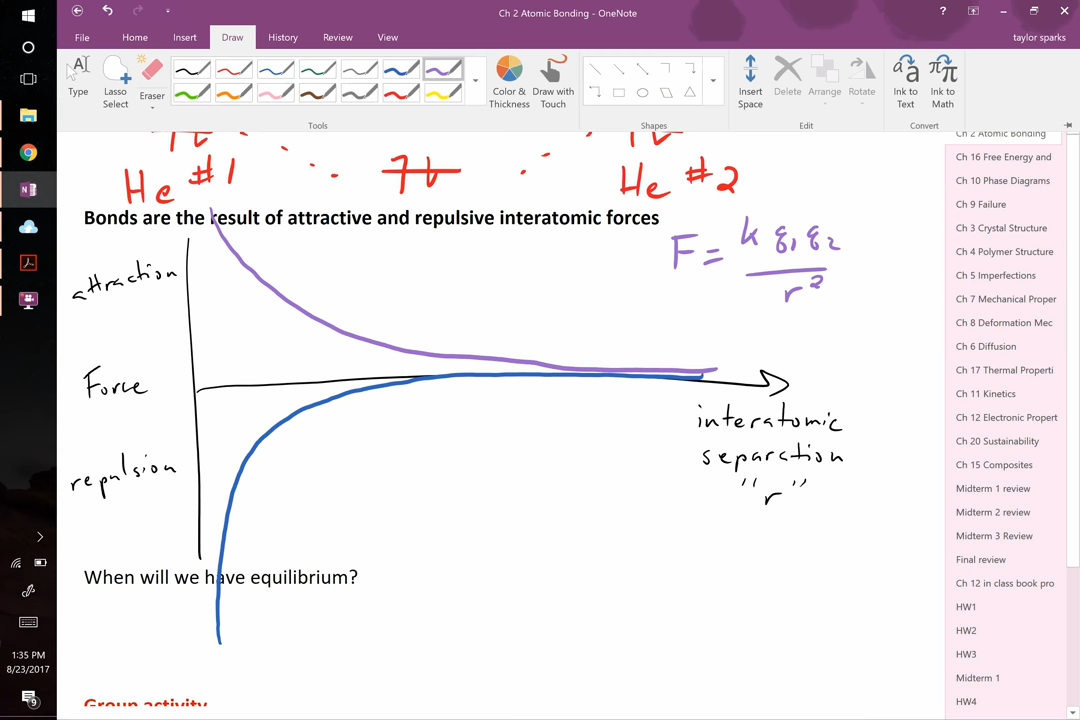 Ch 2 Atomic Bonding - OneNote
taylor sparks
File Home Insert Draw History Review View
Type
Lasso Select
Eraser
Color & Thickness
Draw with Touch
Insert Space
Delete
Arrange
Rotate
Ink to Text
Ink to Math
Tools
Shapes
Edit
Convert
He #1
He #2
Bonds are the result of attractive and repulsive interatomic forces
F = k q1 q2 / r²
attraction
Force
repulsion
interatomic
separation
"r"
When will we have equilibrium?
Group activity
Ch 2 Atomic Bonding
Ch 16 Free Energy and
Ch 10 Phase Diagrams
Ch 9 Failure
Ch 3 Crystal Structure
Ch 4 Polymer Structure
Ch 5 Imperfections
Ch 7 Mechanical Proper
Ch 8 Deformation Mec
Ch 6 Diffusion
Ch 17 Thermal Properti
Ch 11 Kinetics
Ch 12 Electronic Propert
Ch 20 Sustainability
Ch 15 Composites
Midterm 1 review
Midterm 2 review
Midterm 3 Review
Final review
Ch 12 in class book pro
HW1
HW2
HW3
Midterm 1
HW4
1:35 PM
8/23/2017
9